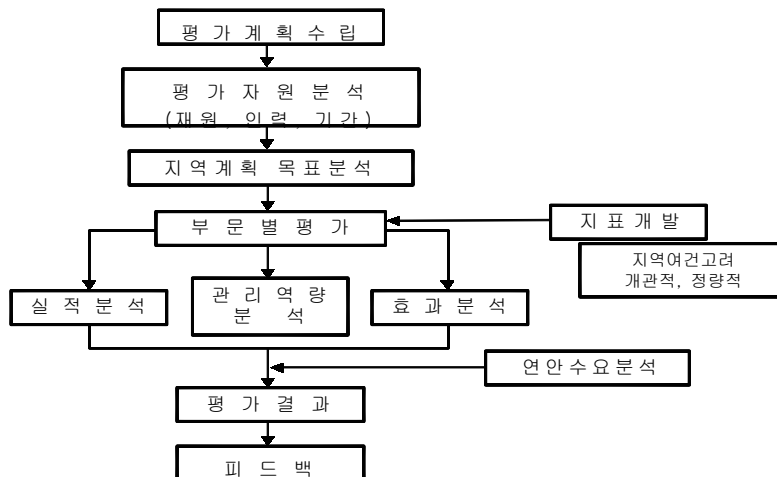 평가계획수립
평가자원분석
(재원, 인력, 기간)
지역계획 목표분석
부문별평가
지표개발
지역여건고려
개관적, 정량적
실적분석
관리역량
분석
효과분석
연안수요분석
평가결과
피드백